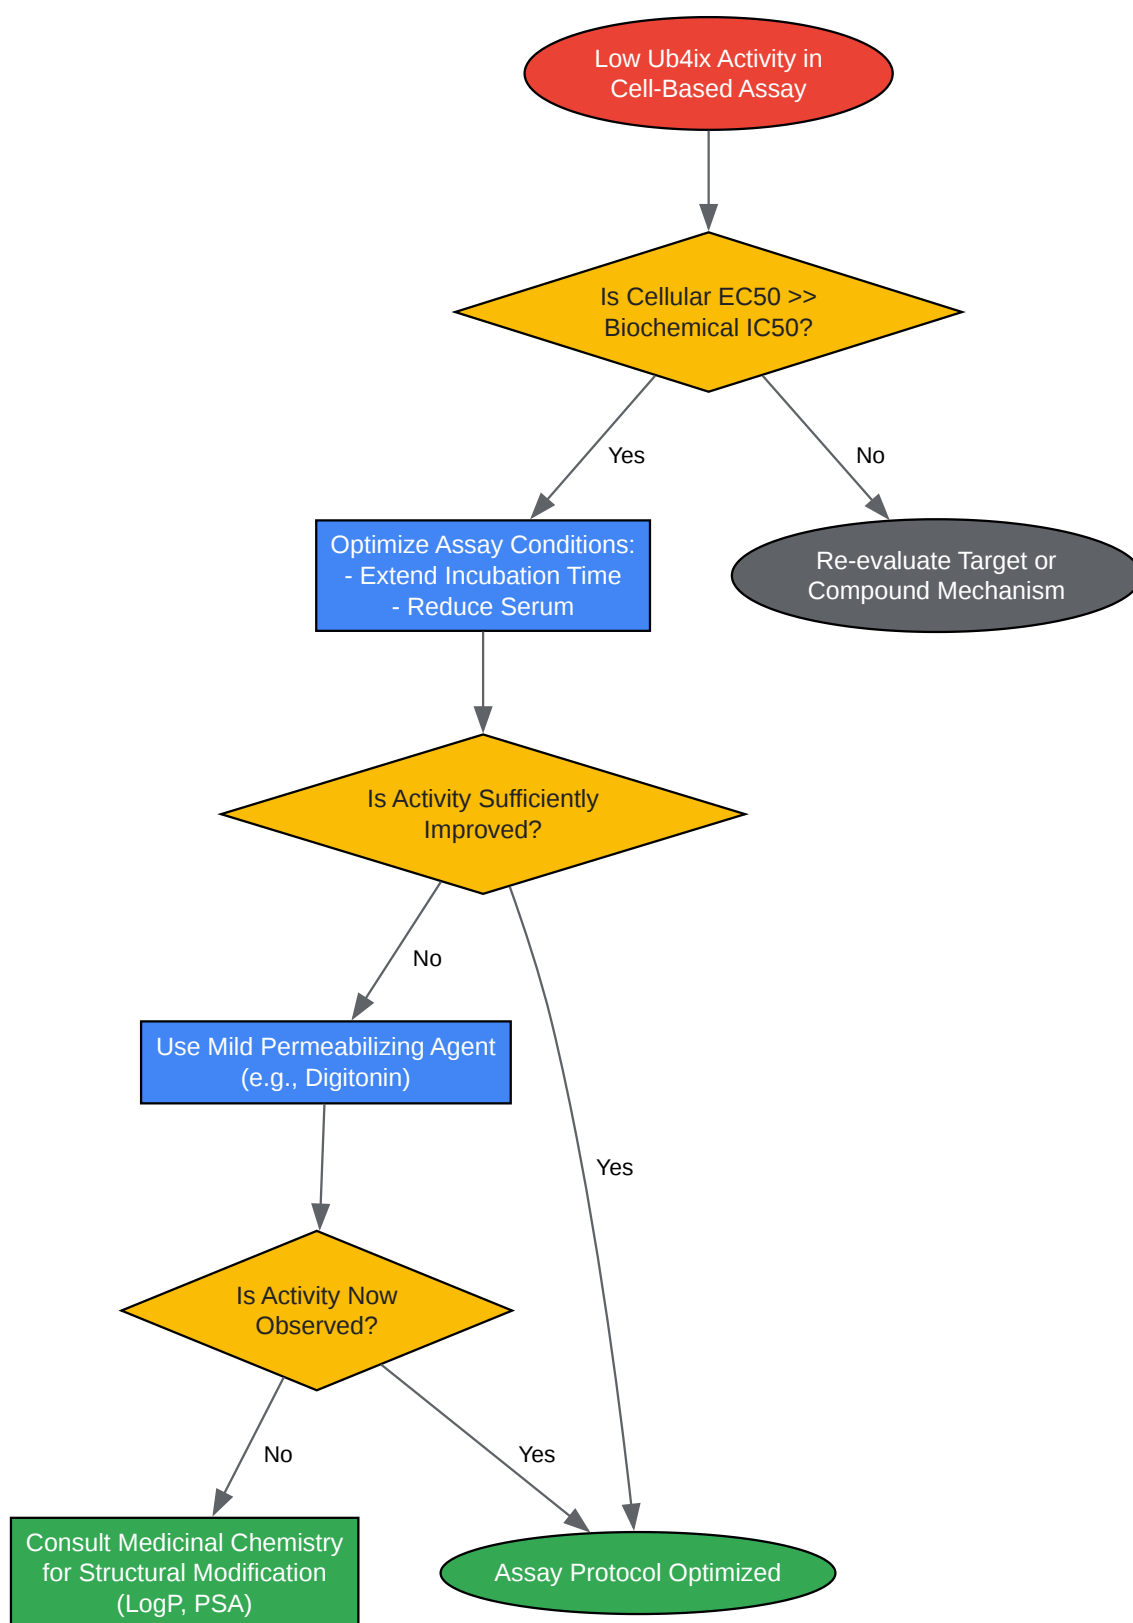 Low Ub4ix Activity in
Cell-Based Assay
Is Cellular EC50 >>
Biochemical IC50?
Yes
No
Optimize Assay Conditions:
- Extend Incubation Time
- Reduce Serum
Re-evaluate Target or
Compound Mechanism
Is Activity Sufficiently
Improved?
No
Use Mild Permeabilizing Agent
(e.g., Digitonin)
Yes
Is Activity Now
Observed?
No
Yes
Consult Medicinal Chemistry
for Structural Modification
(LogP, PSA)
Assay Protocol Optimized